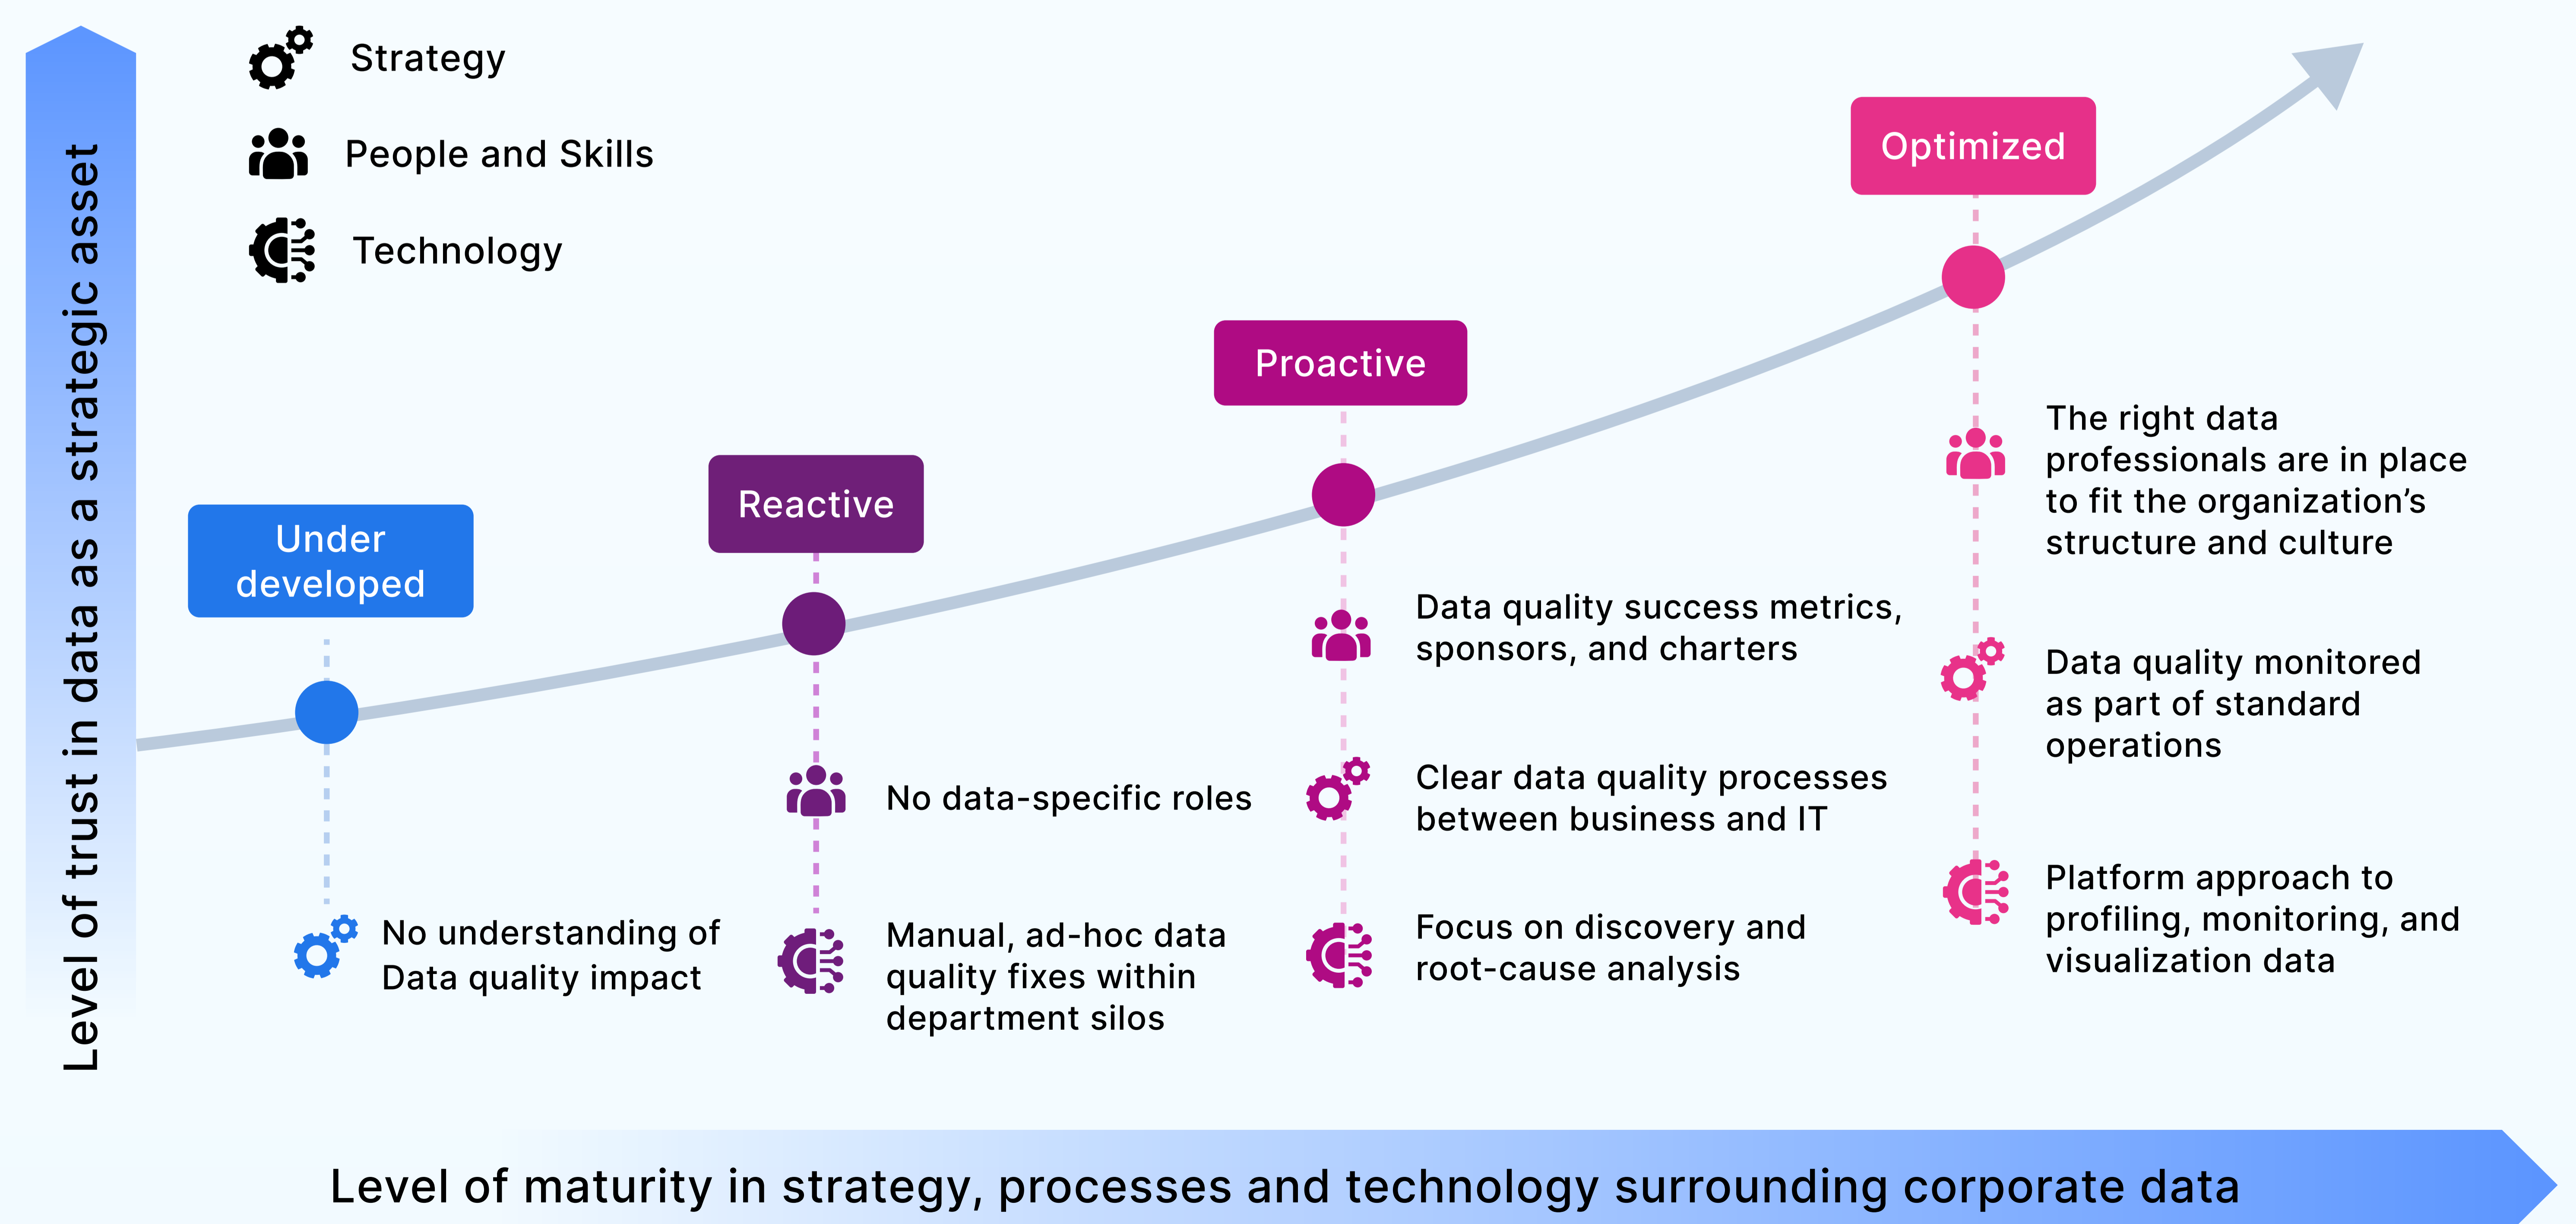 Level of trust in data as a strategic asset
Strategy
People and Skills
Technology
Under
developed
No understanding of
Data quality impact
Reactive
No data-specific roles
Manual, ad-hoc data
quality fixes within
department silos
Proactive
Data quality success metrics,
sponsors, and charters
Clear data quality processes
between business and IT
Focus on discovery and
root-cause analysis
Optimized
The right data
professionals are in place
to fit the organization’s
structure and culture
Data quality monitored
as part of standard
operations
Platform approach to
profiling, monitoring, and
visualization data
Level of maturity in strategy, processes and technology surrounding corporate data